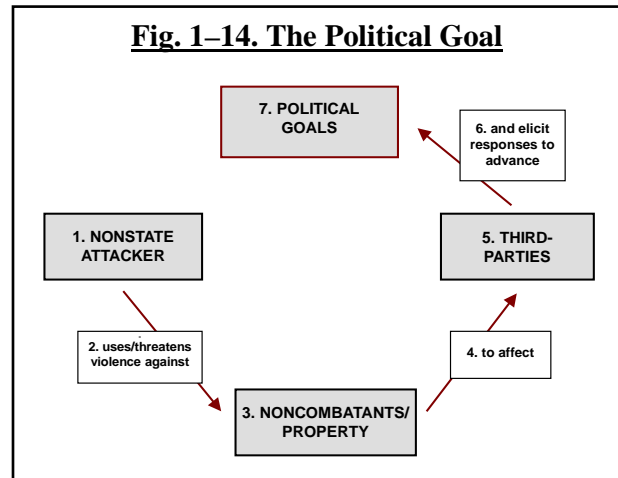 Fig. 1–14. The Political Goal
7. POLITICAL
GOALS
6. and elicit
responses to
advance
1. NONSTATE
ATTACKER
5. THIRD-
PARTIES
2. uses/threatens
violence against
4. to affect
3. NONCOMBATANTS/
PROPERTY